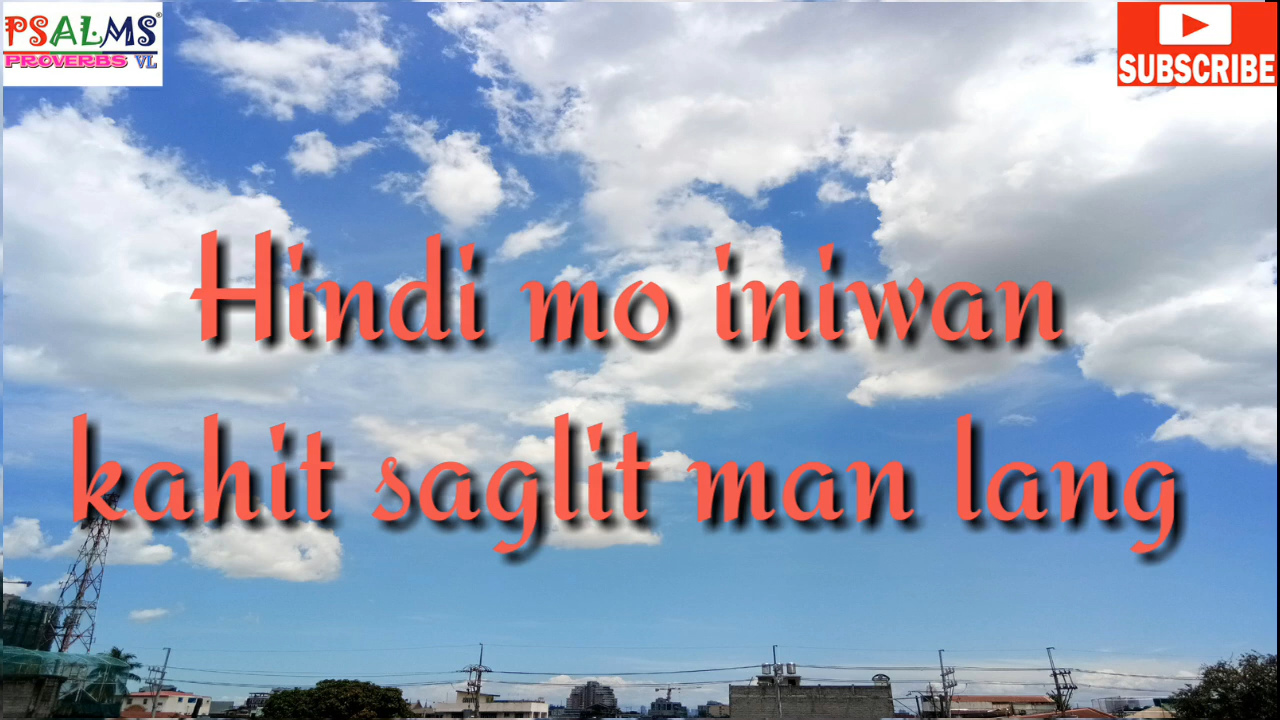 PSALMS®
PROVERBS VL
SUBSCRIBE
Hindi mo iniwan
kahit saglit man lang